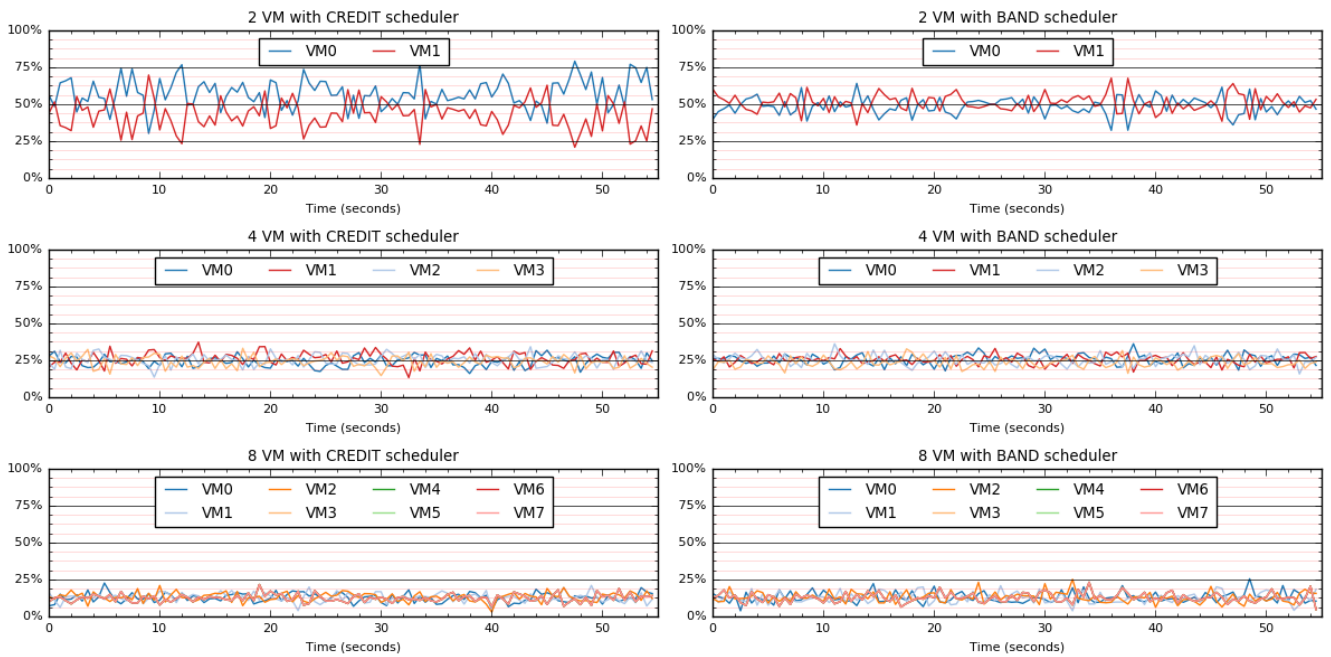 2 VM with CREDIT scheduler
VM0 VM1
100%
75%
50%
25%
0%
0 10 20 30 40 50
Time (seconds)
2 VM with BAND scheduler
VM0 VM1
100%
75%
50%
25%
0%
0 10 20 30 40 50
Time (seconds)
4 VM with CREDIT scheduler
VM0 VM1 VM2 VM3
100%
75%
50%
25%
0%
0 10 20 30 40 50
Time (seconds)
4 VM with BAND scheduler
VM0 VM1 VM2 VM3
100%
75%
50%
25%
0%
0 10 20 30 40 50
Time (seconds)
8 VM with CREDIT scheduler
VM0 VM2 VM4 VM6
VM1 VM3 VM5 VM7
100%
75%
50%
25%
0%
0 10 20 30 40 50
Time (seconds)
8 VM with BAND scheduler
VM0 VM2 VM4 VM6
VM1 VM3 VM5 VM7
100%
75%
50%
25%
0%
0 10 20 30 40 50
Time (seconds)